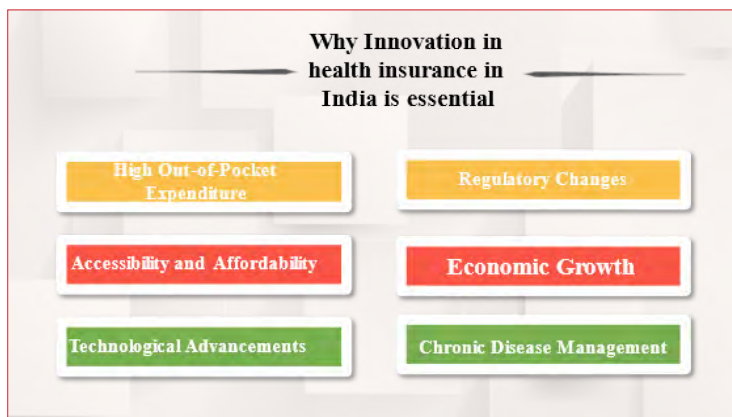 Why Innovation in
health insurance in
India is essential
High Out-of-Pocket
Expenditure
Regulatory Changes
Accessibility and Affordability
Economic Growth
Technological Advancements
Chronic Disease Management